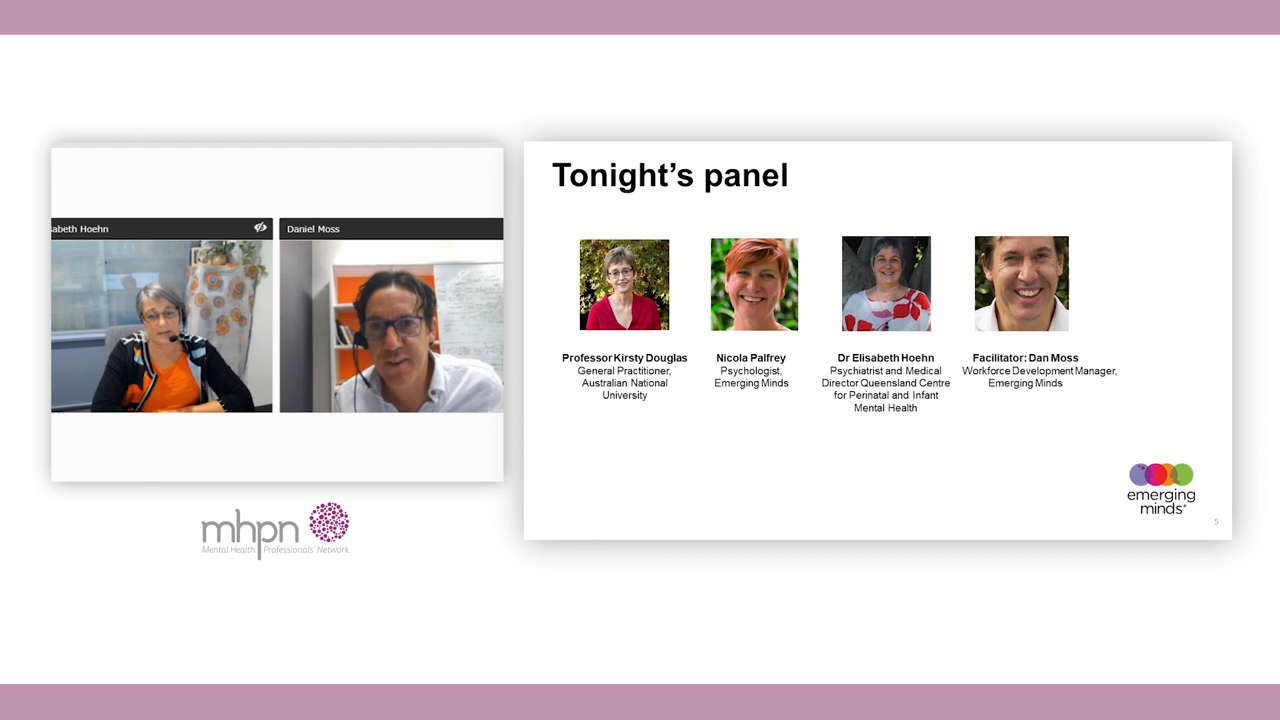 sabeth Hoehn
Daniel Moss
mhpn
Mental Health Professionals' Network
Tonight's panel
Professor Kirsty Douglas
General Practitioner,
Australian National
University
Nicola Palfrey
Psychologist,
Emerging Minds
Dr Elisabeth Hoehn
Psychiatrist and Medical
Director Queensland Centre
for Perinatal and Infant
Mental Health
Facilitator: Dan Moss
Workforce Development Manager,
Emerging Minds
emerging
minds
5